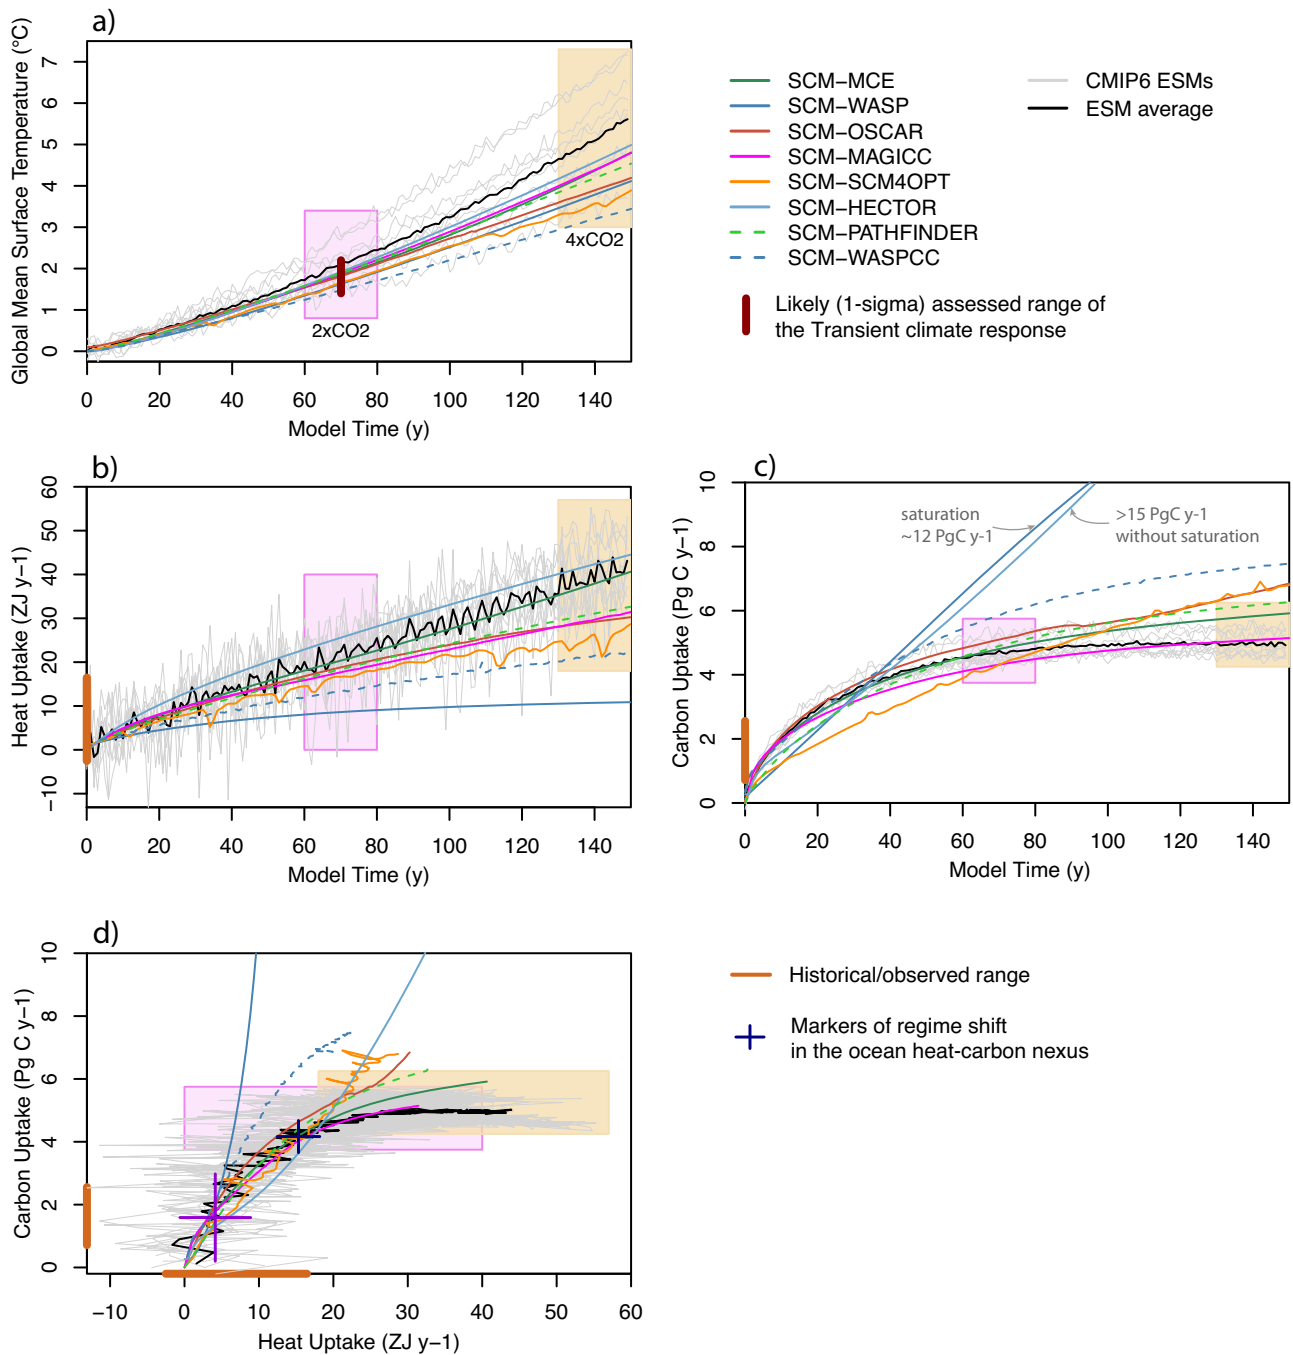 a)
Global Mean Surface Temperature (°C)
0
1
2
3
4
5
6
7
2xCO2
4xCO2
0
20
40
60
80
100
120
140
Model Time (y)
SCM−MCE
SCM−WASP
SCM−OSCAR
SCM−MAGICC
SCM−SCM4OPT
SCM−HECTOR
SCM−PATHFINDER
SCM−WASPCC
CMIP6 ESMs
ESM average
Likely (1-sigma) assessed range of
the Transient climate response
b)
Heat Uptake (ZJ y−1)
−10
0
10
20
30
40
50
60
0
20
40
60
80
100
120
140
Model Time (y)
c)
Carbon Uptake (Pg C y−1)
0
2
4
6
8
10
saturation
~12 PgC y-1
>15 PgC y-1
without saturation
0
20
40
60
80
100
120
140
Model Time (y)
d)
Carbon Uptake (Pg C y−1)
0
2
4
6
8
10
−10
0
10
20
30
40
50
60
Heat Uptake (ZJ y−1)
Historical/observed range
Markers of regime shift
in the ocean heat-carbon nexus